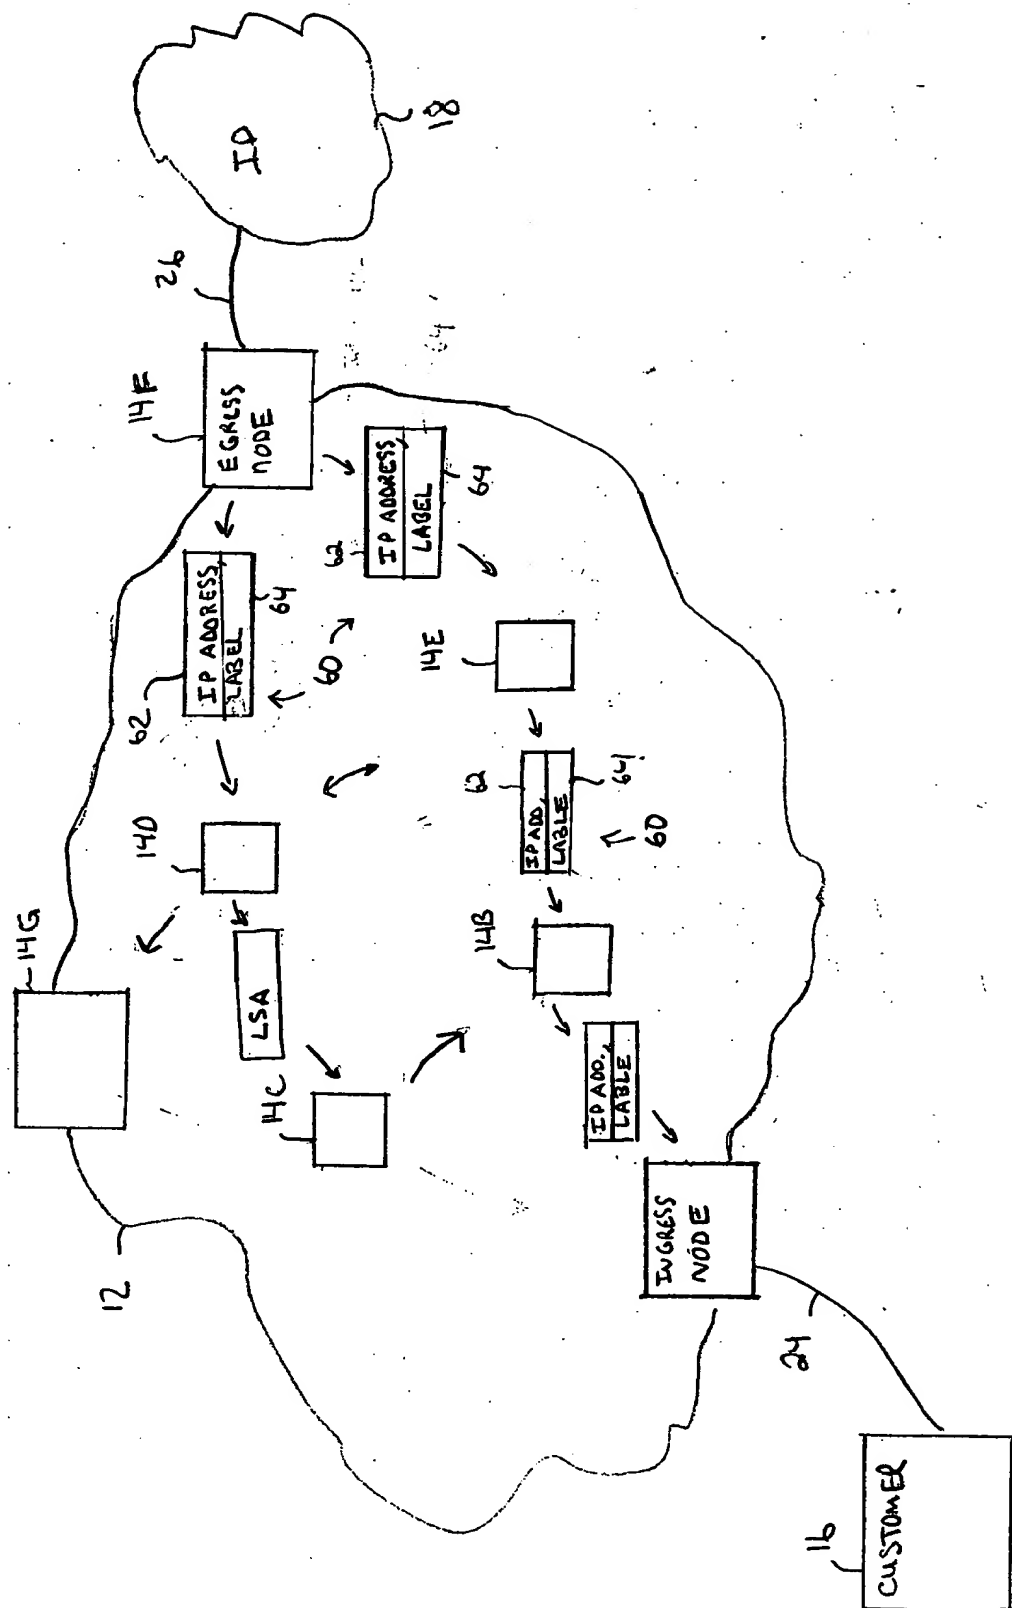 IP
18
26
14F
EGRESS
NODE
62
IP ADDRESS,
LABEL
64
62
IP ADDRESS,
LABEL
64
60
14D
14E
62
IP ADD,
LABLE
64
60
14G
LSA
14C
14B
IP ADD.,
LABLE
12
INGRESS
NODE
24
16
CUSTOMER